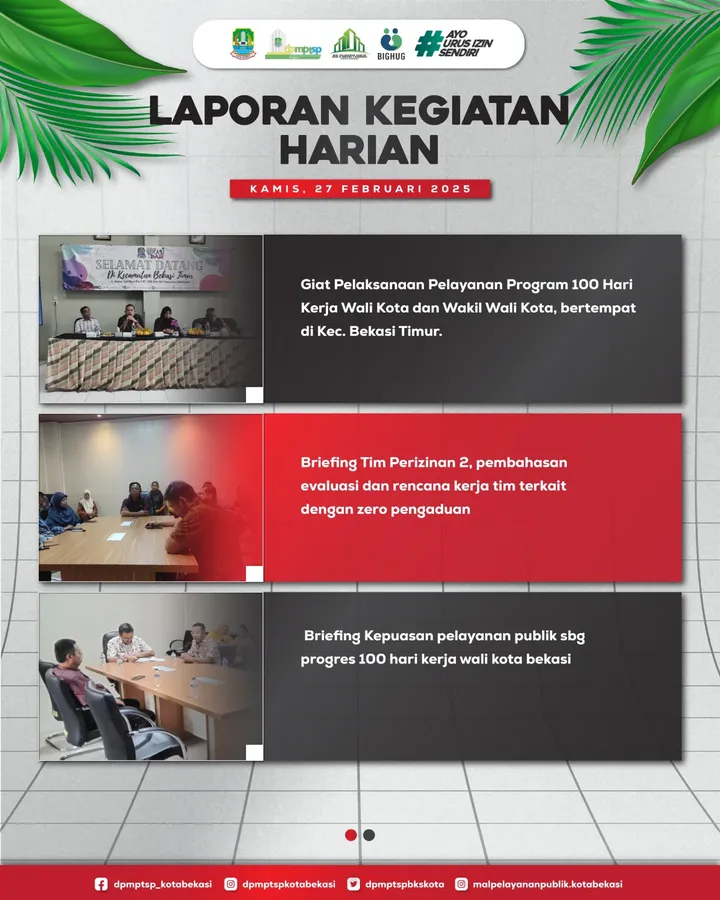 dpmptsp
BIGHUG
#AYO
URUS IZIN
SENDIRI
LAPORAN KEGIATAN
HARIAN
KAMIS, 27 FEBRUARI 2025
SELAMAT DATANG
Di Kecamatan Bekasi Timur
Giat Pelaksanaan Pelayanan Program 100 Hari
Kerja Wali Kota dan Wakil Wali Kota, bertempat
di Kec. Bekasi Timur.
Briefing Tim Perizinan 2, pembahasan
evaluasi dan rencana kerja tim terkait
dengan zero pengaduan
Briefing Kepuasan pelayanan publik sbg
progres 100 hari kerja wali kota bekasi
dpmptsp_kotabekasi dpmptspkotabekasi dpmptspbkskota malpelayananpublik.kotabekasi